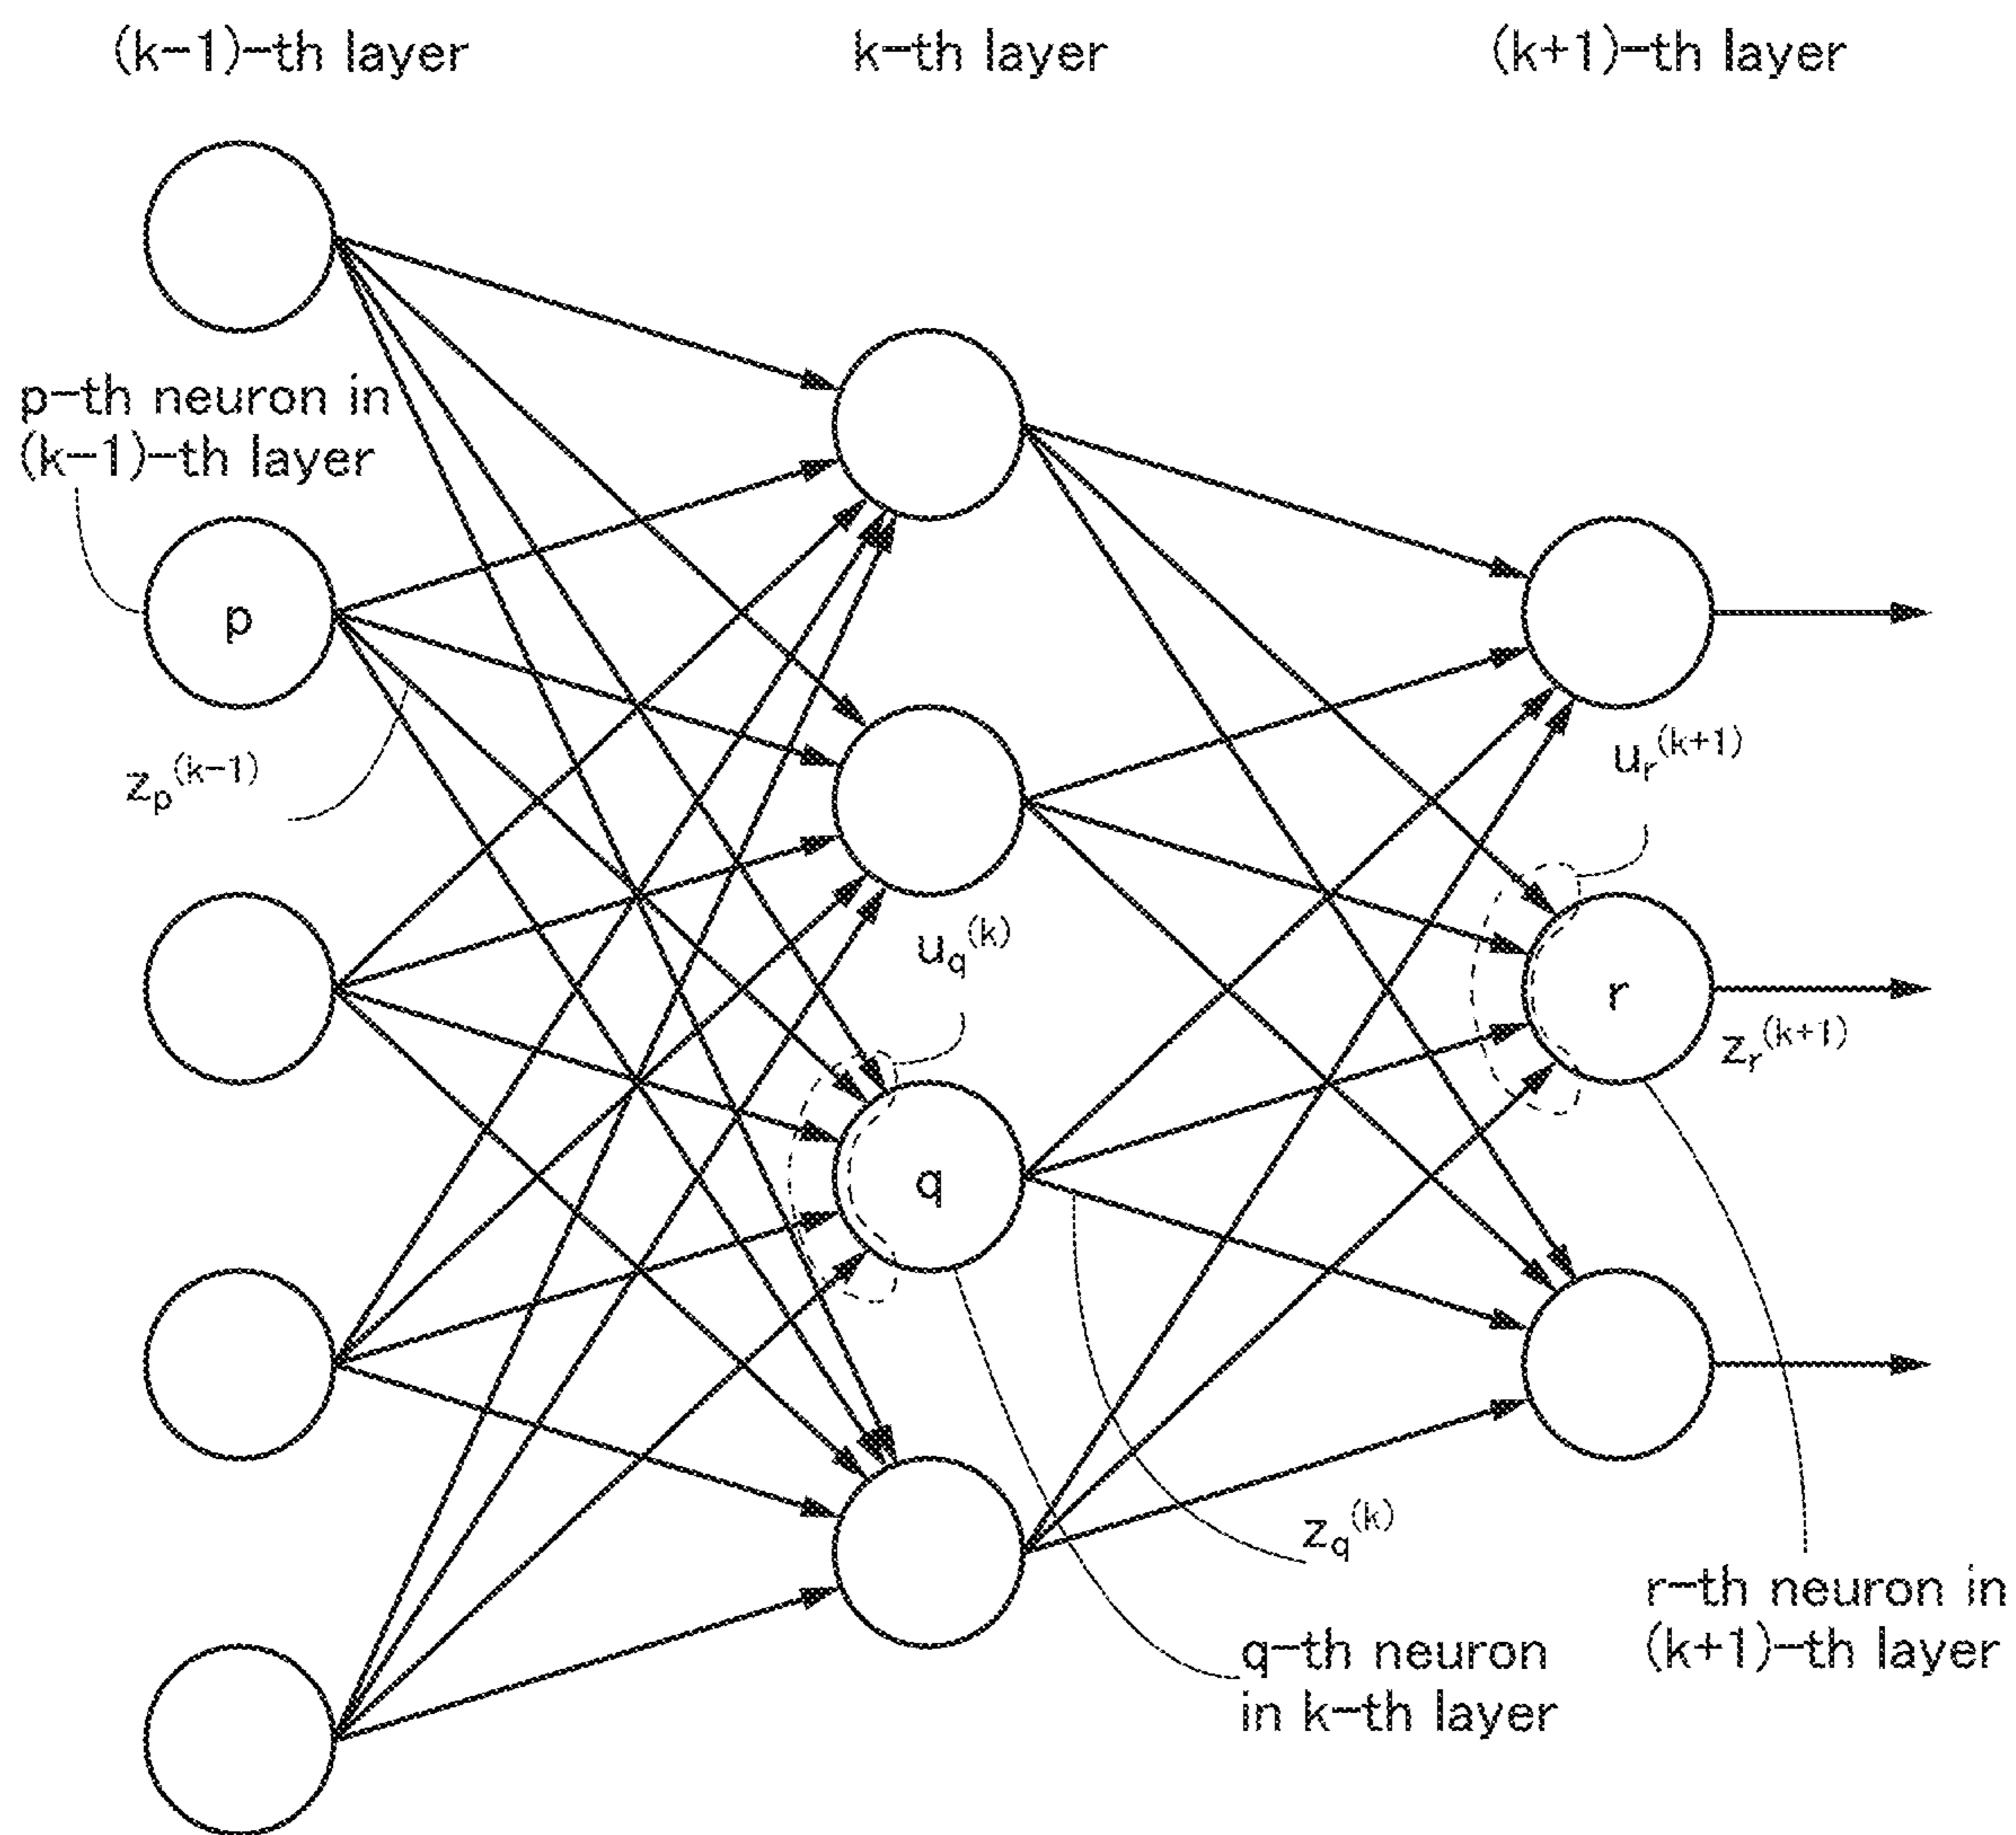 (k-1)-th layer
k-th layer
(k+1)-th layer
p-th neuron in
(k-1)-th layer
p
zp(k-1)
ur(k+1)
uq(k)
r
zr(k+1)
q
zq(k)
r-th neuron in
(k+1)-th layer
q-th neuron
in k-th layer